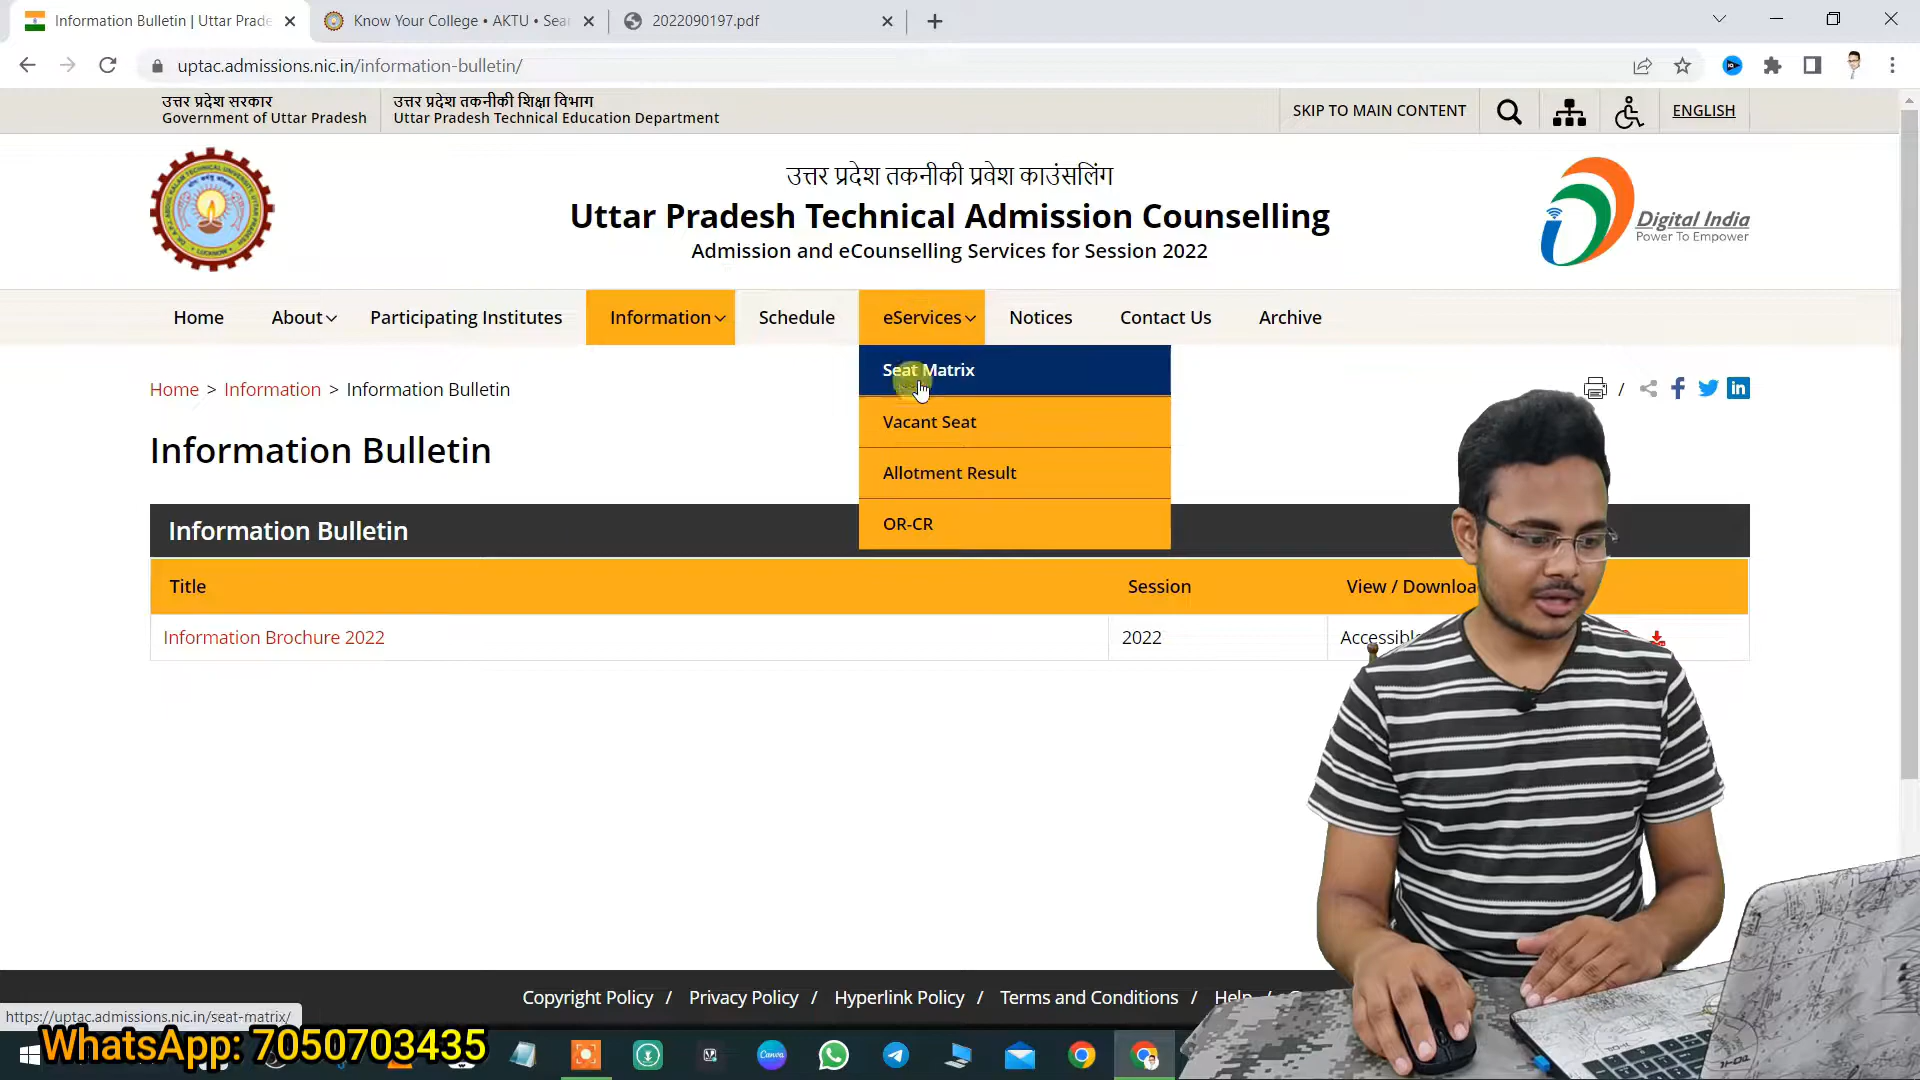 Information Bulletin | Uttar Prade
Know Your College • AKTU • Sea
2022090197.pdf
uptac.admissions.nic.in/information-bulletin/
उत्तर प्रदेश सरकार
Government of Uttar Pradesh
उत्तर प्रदेश तकनीकी शिक्षा विभाग
Uttar Pradesh Technical Education Department
SKIP TO MAIN CONTENT
ENGLISH
उत्तर प्रदेश तकनीकी प्रवेश काउंसलिंग
Uttar Pradesh Technical Admission Counselling
Admission and eCounselling Services for Session 2022
Digital India
Power To Empower
Home
About
Participating Institutes
Information
Schedule
eServices
Notices
Contact Us
Archive
Seat Matrix
Vacant Seat
Allotment Result
OR-CR
Home > Information > Information Bulletin
/
in
Information Bulletin
Information Bulletin
Title
Session
View / Downloa
Information Brochure 2022
2022
Accessibl
Copyright Policy / Privacy Policy / Hyperlink Policy / Terms and Conditions / Help /
https://uptac.admissions.nic.in/seat-matrix/
WhatsApp: 7050703435
Canva